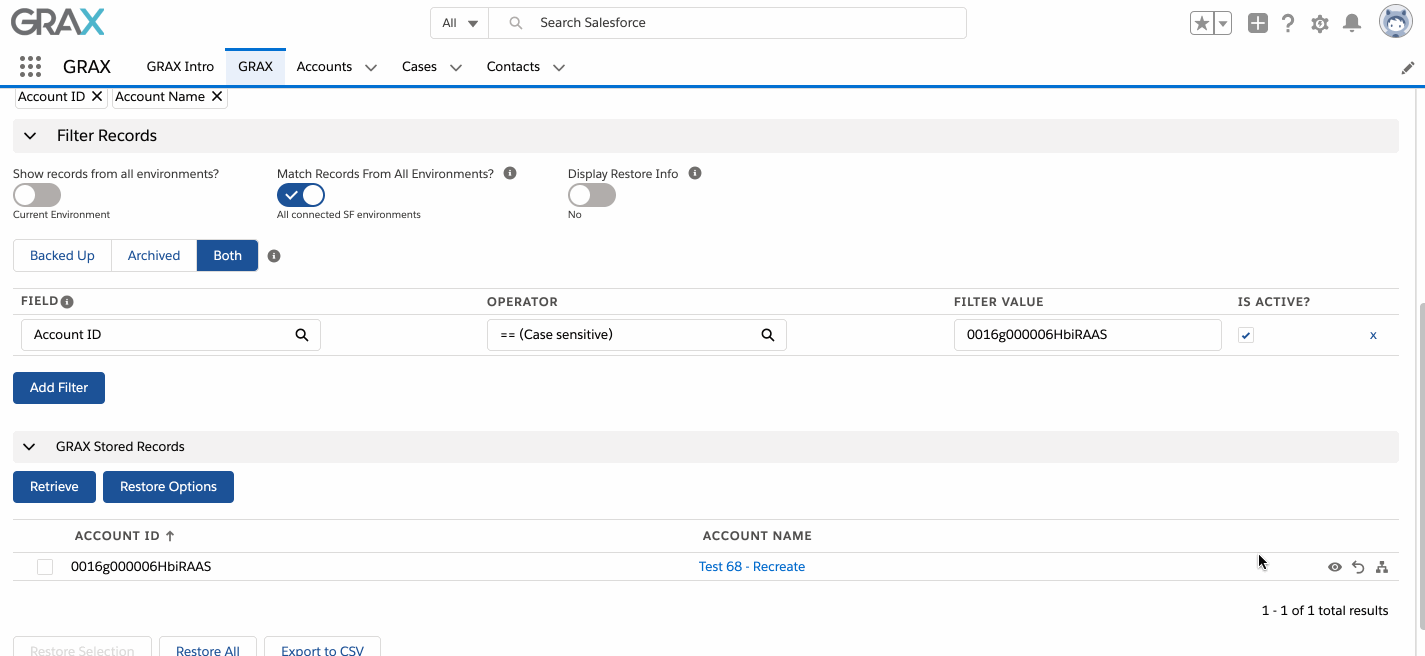 GRAX
All
Search Salesforce
GRAX
GRAX Intro
GRAX
Accounts
Cases
Contacts
Account ID
Account Name
Filter Records
Show records from all environments?
Match Records From All Environments?
Display Restore Info
Current Environment
All connected SF environments
No
Backed Up
Archived
Both
FIELD
OPERATOR
FILTER VALUE
IS ACTIVE?
Account ID
== (Case sensitive)
0016g000006HbiRAAS
x
Add Filter
GRAX Stored Records
Retrieve
Restore Options
ACCOUNT ID ↑
ACCOUNT NAME
0016g000006HbiRAAS
Test 68 - Recreate
1 - 1 of 1 total results
Restore Selection
Restore All
Export to CSV